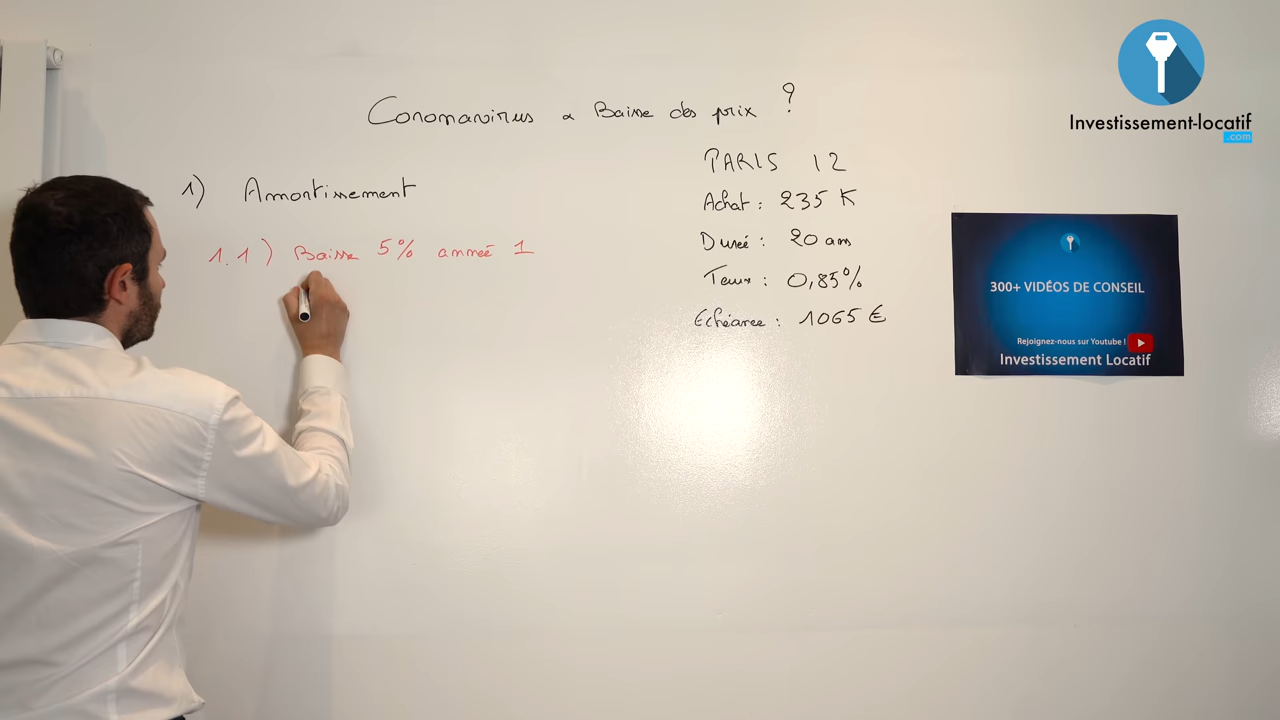 Coronavirus & Baisse des prix ?
Investissement-locatif
.com
1) Amortissement
1.1) Baisse 5% année 1
PARIS 12
Achat : 235 K
Durée : 20 ans
Taux : 0,85%
Echéance : 1065 €
300+ VIDÉOS DE CONSEIL
Rejoignez-nous sur Youtube !
Investissement Locatif